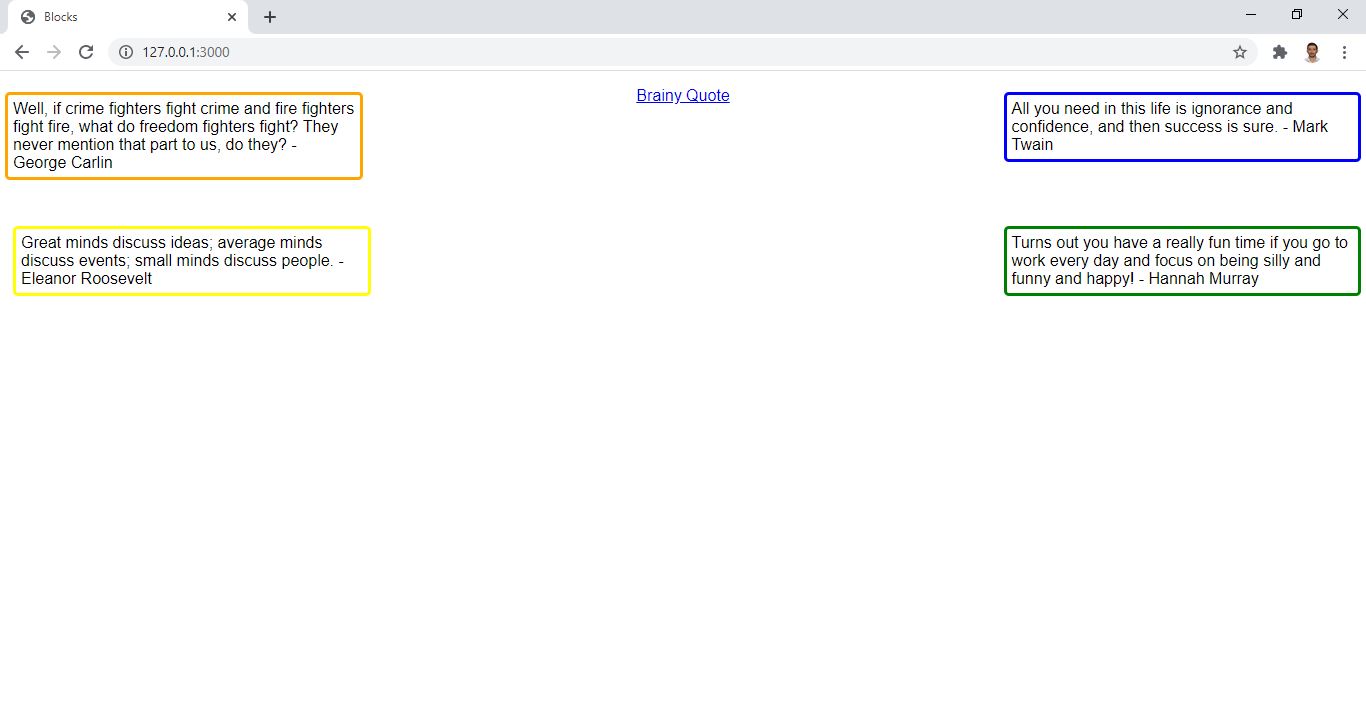 Blocks
127.0.0.1:3000
Brainy Quote
Well, if crime fighters fight crime and fire fighters
fight fire, what do freedom fighters fight? They
never mention that part to us, do they? -
George Carlin
All you need in this life is ignorance and
confidence, and then success is sure. - Mark
Twain
Great minds discuss ideas; average minds
discuss events; small minds discuss people. -
Eleanor Roosevelt
Turns out you have a really fun time if you go to
work every day and focus on being silly and
funny and happy! - Hannah Murray